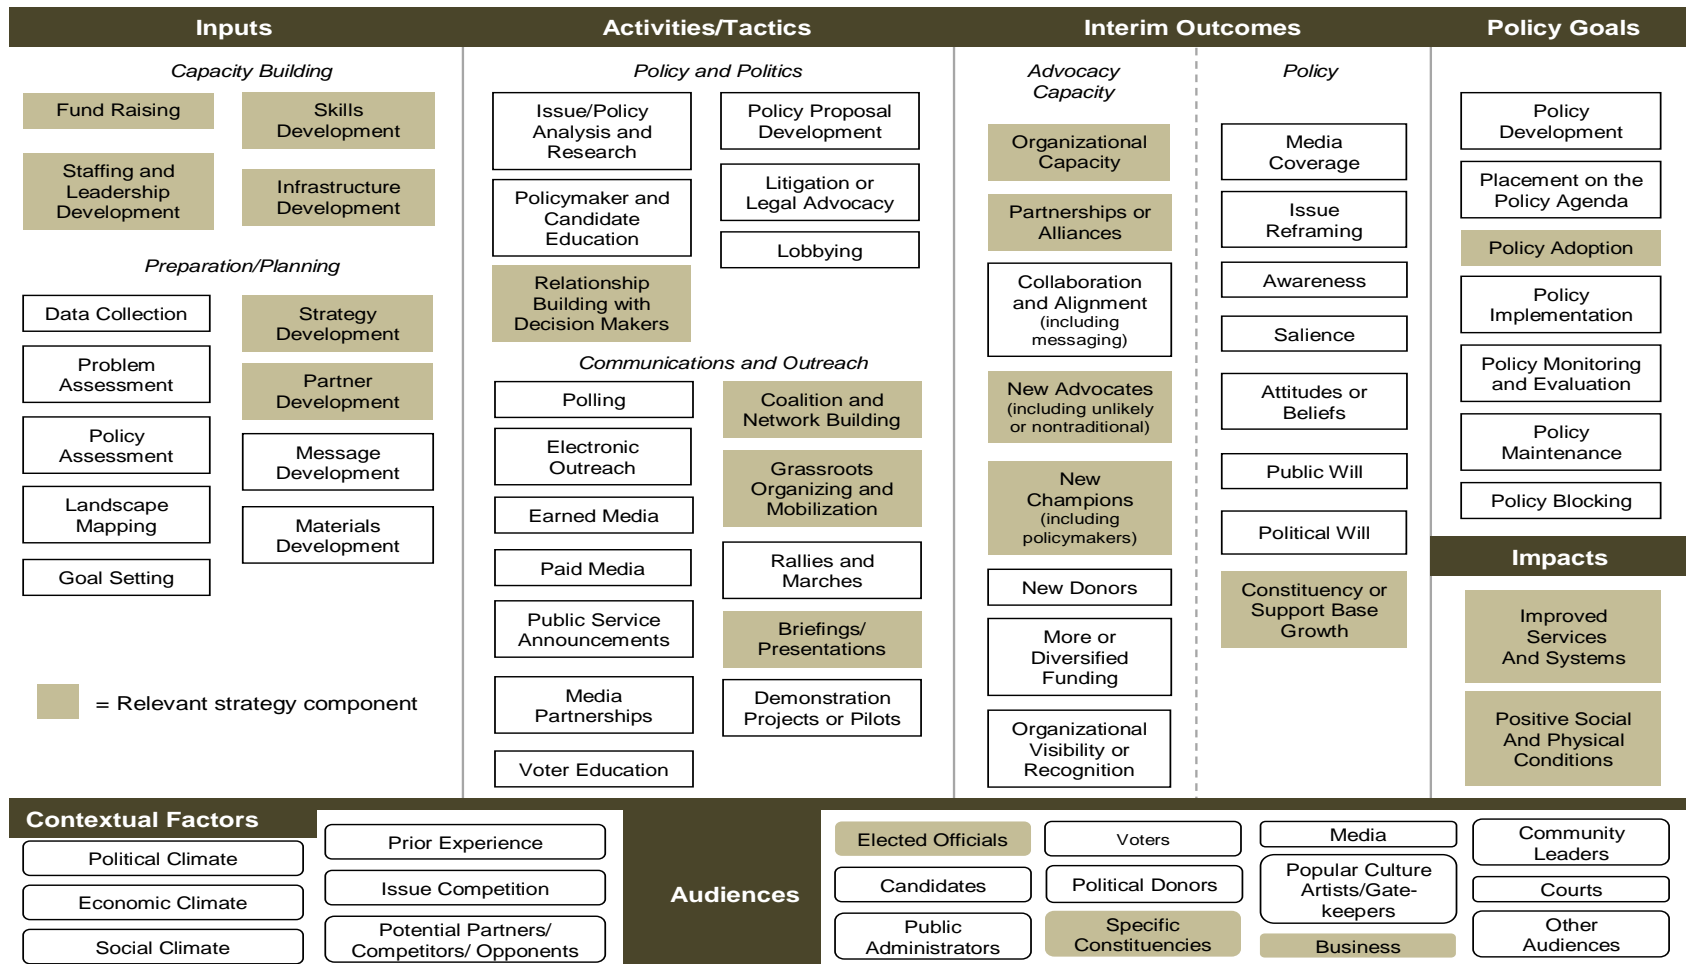 Inputs
Activities/Tactics
Interim Outcomes
Policy Goals
Capacity Building
Fund Raising
Skills
Development
Staffing and
Leadership
Development
Infrastructure
Development
Preparation/Planning
Data Collection
Strategy
Development
Problem
Assessment
Partner
Development
Policy
Assessment
Message
Development
Landscape
Mapping
Materials
Development
Goal Setting
= Relevant strategy component
Policy and Politics
Issue/Policy
Analysis and
Research
Policy Proposal
Development
Policymaker and
Candidate
Education
Litigation or
Legal Advocacy
Lobbying
Relationship
Building with
Decision Makers
Communications and Outreach
Polling
Coalition and
Network Building
Electronic
Outreach
Grassroots
Organizing and
Mobilization
Earned Media
Paid Media
Rallies and
Marches
Public Service
Announcements
Briefings/
Presentations
Media
Partnerships
Demonstration
Projects or Pilots
Voter Education
Advocacy
Capacity
Organizational
Capacity
Partnerships or
Alliances
Collaboration
and Alignment
(including
messaging)
New Advocates
(including unlikely
or nontraditional)
New
Champions
(including
policymakers)
New Donors
More or
Diversified
Funding
Organizational
Visibility or
Recognition
Policy
Media
Coverage
Issue
Reframing
Awareness
Salience
Attitudes or
Beliefs
Public Will
Political Will
Constituency or
Support Base
Growth
Policy
Development
Placement on the
Policy Agenda
Policy Adoption
Policy
Implementation
Policy Monitoring
and Evaluation
Policy
Maintenance
Policy Blocking
Impacts
Improved
Services
And Systems
Positive Social
And Physical
Conditions
Contextual Factors
Political Climate
Economic Climate
Social Climate
Prior Experience
Issue Competition
Potential Partners/
Competitors/ Opponents
Audiences
Elected Officials
Candidates
Public
Administrators
Voters
Political Donors
Specific
Constituencies
Media
Popular Culture
Artists/Gate-
keepers
Business
Community
Leaders
Courts
Other
Audiences